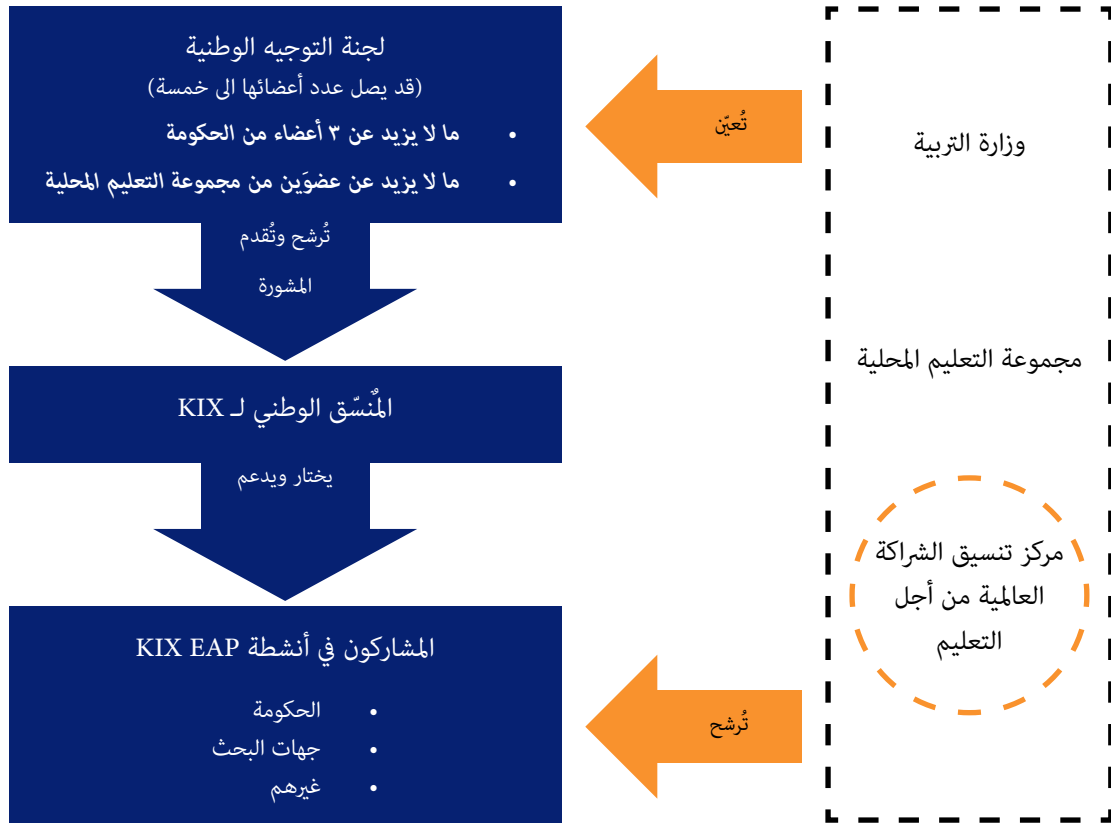 لجنة التوجيه الوطنية
(قد يصل عدد أعضائها الى خمسة)
• ما لا يزيد عن ٣ أعضاء من الحكومة
• ما لا يزيد عن عضوَين من مجموعة التعليم المحلية
تُرشح وتُقدم
المشورة
المٌنسّق الوطني لـ KIX
يختار ويدعم
المشاركون في أنشطة KIX EAP
• الحكومة
• جهات البحث
• غيرهم
تُعيّن
تُرشح
وزارة التربية
مجموعة التعليم المحلية
مركز تنسيق الشراكة
العالمية من أجل
التعليم